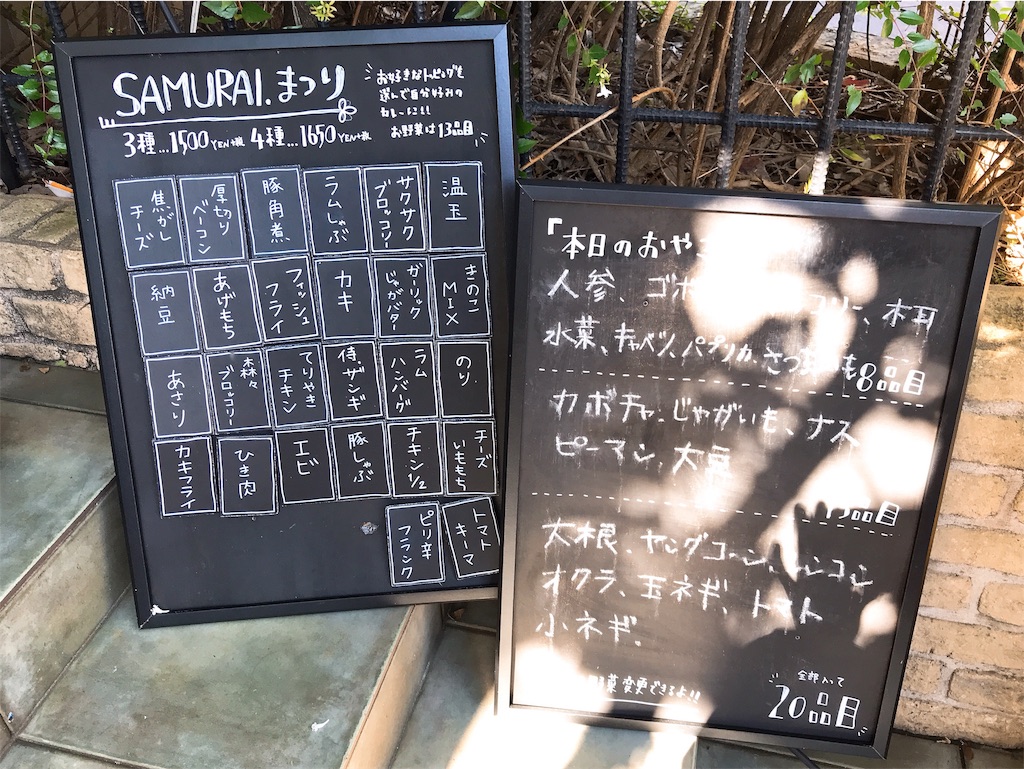 SAMURAI.まつり
お好きなトッピングを
選んで自分好みの
カレーに!!
お野菜は13品目
3種…1500YEN+税 4種…1650YEN+税
焦がしチーズ
厚切りベーコン
豚角煮
ラムしゃぶ
サクサクブロッコリー
温玉
納豆
あげもち
フィッシュフライ
カキ
ガーリックじゃがバター
きのこMIX
あさり
森々ブロッコリー
てりやきチキン
侍ザンギ
ラムハンバーグ
のり
カキフライ
ひき肉
エビ
豚しゃぶ
チキン1/2
チーズいももち
ピリ辛フランク
トマトキーマ
「本日のおや
人参、ゴボ コリー、木耳
水菜、キャベツ、パプリカ、さつまいも 8品目
カボチャ、じゃがいも、ナス
ピーマン、大豆
13品目
大根、ヤングコーン、レンコン
オクラ、玉ネギ、トマト
小ネギ、
菜変更できるよ!!
全部入って
20品目